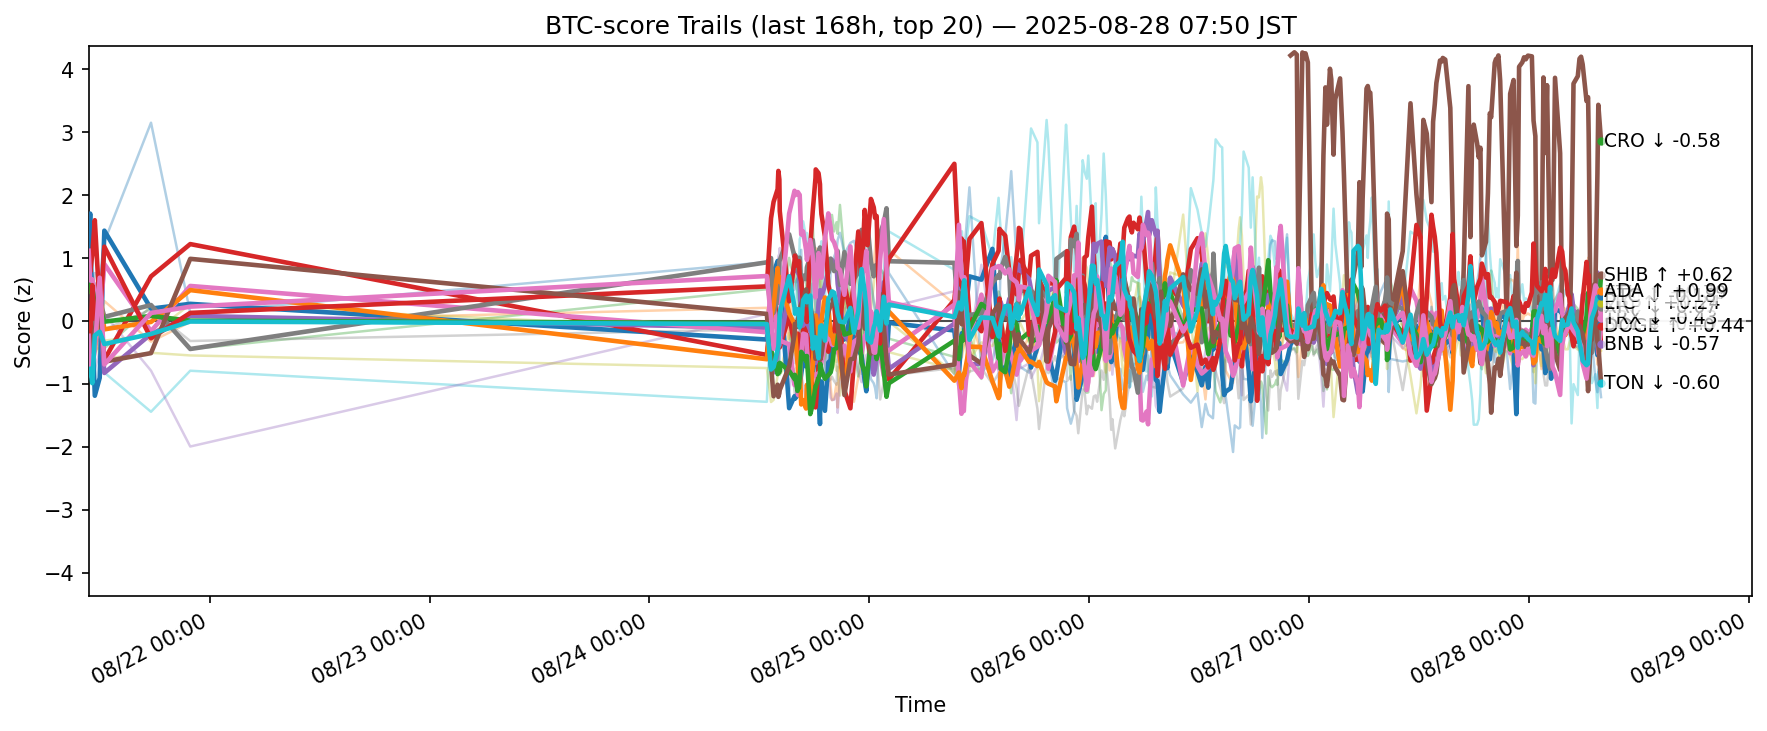 BTC-score Trails (last 168h, top 20) — 2025-08-28 07:50 JST
Score (z)
4
3
2
1
0
−1
−2
−3
−4
CRO ↓ -0.58
SHIB ↑ +0.62
ADA ↑ +0.99
DOGE ↑ +0.44
BNB ↓ -0.57
TON ↓ -0.60
08/22 00:00
08/23 00:00
08/24 00:00
08/25 00:00
08/26 00:00
08/27 00:00
08/28 00:00
08/29 00:00
Time